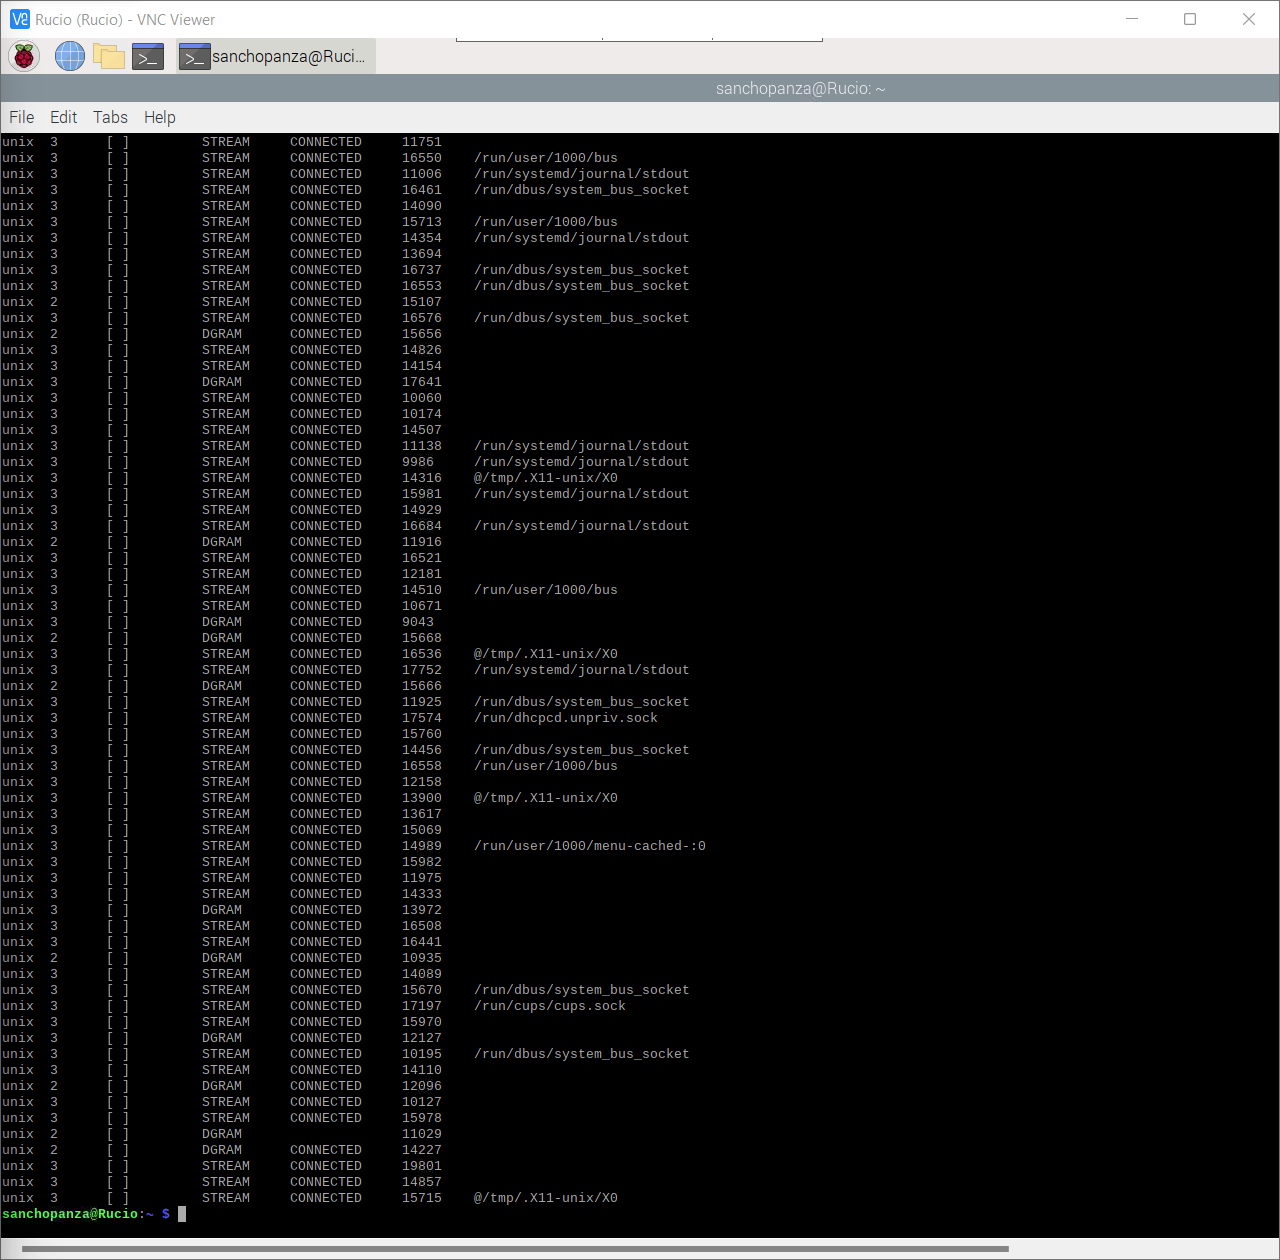 Rucio (Rucio) - VNC Viewer
sanchopanza@Ruci...
sanchopanza@Rucio: ~
File Edit Tabs Help
unix 3 [ ] STREAM CONNECTED 11751
unix 3 [ ] STREAM CONNECTED 16550 /run/user/1000/bus
unix 3 [ ] STREAM CONNECTED 11006 /run/systemd/journal/stdout
unix 3 [ ] STREAM CONNECTED 16461 /run/dbus/system_bus_socket
unix 3 [ ] STREAM CONNECTED 14090
unix 3 [ ] STREAM CONNECTED 15713 /run/user/1000/bus
unix 3 [ ] STREAM CONNECTED 14354 /run/systemd/journal/stdout
unix 3 [ ] STREAM CONNECTED 13694
unix 3 [ ] STREAM CONNECTED 16737 /run/dbus/system_bus_socket
unix 3 [ ] STREAM CONNECTED 16553 /run/dbus/system_bus_socket
unix 2 [ ] STREAM CONNECTED 15107
unix 3 [ ] STREAM CONNECTED 16576 /run/dbus/system_bus_socket
unix 2 [ ] DGRAM CONNECTED 15656
unix 3 [ ] STREAM CONNECTED 14826
unix 3 [ ] STREAM CONNECTED 14154
unix 3 [ ] DGRAM CONNECTED 17641
unix 3 [ ] STREAM CONNECTED 10060
unix 3 [ ] STREAM CONNECTED 10174
unix 3 [ ] STREAM CONNECTED 14507
unix 3 [ ] STREAM CONNECTED 11138 /run/systemd/journal/stdout
unix 3 [ ] STREAM CONNECTED 9986 /run/systemd/journal/stdout
unix 3 [ ] STREAM CONNECTED 14316 @/tmp/.X11-unix/X0
unix 3 [ ] STREAM CONNECTED 15981 /run/systemd/journal/stdout
unix 3 [ ] STREAM CONNECTED 14929
unix 3 [ ] STREAM CONNECTED 16684 /run/systemd/journal/stdout
unix 2 [ ] DGRAM CONNECTED 11916
unix 3 [ ] STREAM CONNECTED 16521
unix 3 [ ] STREAM CONNECTED 12181
unix 3 [ ] STREAM CONNECTED 14510 /run/user/1000/bus
unix 3 [ ] STREAM CONNECTED 10671
unix 3 [ ] DGRAM CONNECTED 9043
unix 2 [ ] DGRAM CONNECTED 15668
unix 3 [ ] STREAM CONNECTED 16536 @/tmp/.X11-unix/X0
unix 3 [ ] STREAM CONNECTED 17752 /run/systemd/journal/stdout
unix 2 [ ] DGRAM CONNECTED 15666
unix 3 [ ] STREAM CONNECTED 11925 /run/dbus/system_bus_socket
unix 3 [ ] STREAM CONNECTED 17574 /run/dhcpcd.unpriv.sock
unix 3 [ ] STREAM CONNECTED 15760
unix 3 [ ] STREAM CONNECTED 14456 /run/dbus/system_bus_socket
unix 3 [ ] STREAM CONNECTED 16558 /run/user/1000/bus
unix 3 [ ] STREAM CONNECTED 12158
unix 3 [ ] STREAM CONNECTED 13900 @/tmp/.X11-unix/X0
unix 3 [ ] STREAM CONNECTED 13617
unix 3 [ ] STREAM CONNECTED 15069
unix 3 [ ] STREAM CONNECTED 14989 /run/user/1000/menu-cached-:0
unix 3 [ ] STREAM CONNECTED 15982
unix 3 [ ] STREAM CONNECTED 11975
unix 3 [ ] STREAM CONNECTED 14333
unix 3 [ ] DGRAM CONNECTED 13972
unix 3 [ ] STREAM CONNECTED 16508
unix 3 [ ] STREAM CONNECTED 16441
unix 2 [ ] DGRAM CONNECTED 10935
unix 3 [ ] STREAM CONNECTED 14089
unix 3 [ ] STREAM CONNECTED 15670 /run/dbus/system_bus_socket
unix 3 [ ] STREAM CONNECTED 17197 /run/cups/cups.sock
unix 3 [ ] STREAM CONNECTED 15970
unix 3 [ ] DGRAM CONNECTED 12127
unix 3 [ ] STREAM CONNECTED 10195 /run/dbus/system_bus_socket
unix 3 [ ] STREAM CONNECTED 14110
unix 2 [ ] DGRAM CONNECTED 12096
unix 3 [ ] STREAM CONNECTED 10127
unix 3 [ ] STREAM CONNECTED 15978
unix 2 [ ] DGRAM 11029
unix 2 [ ] DGRAM CONNECTED 14227
unix 3 [ ] STREAM CONNECTED 19801
unix 3 [ ] STREAM CONNECTED 14857
unix 3 [ ] STREAM CONNECTED 15715 @/tmp/.X11-unix/X0
sanchopanza@Rucio:~ $